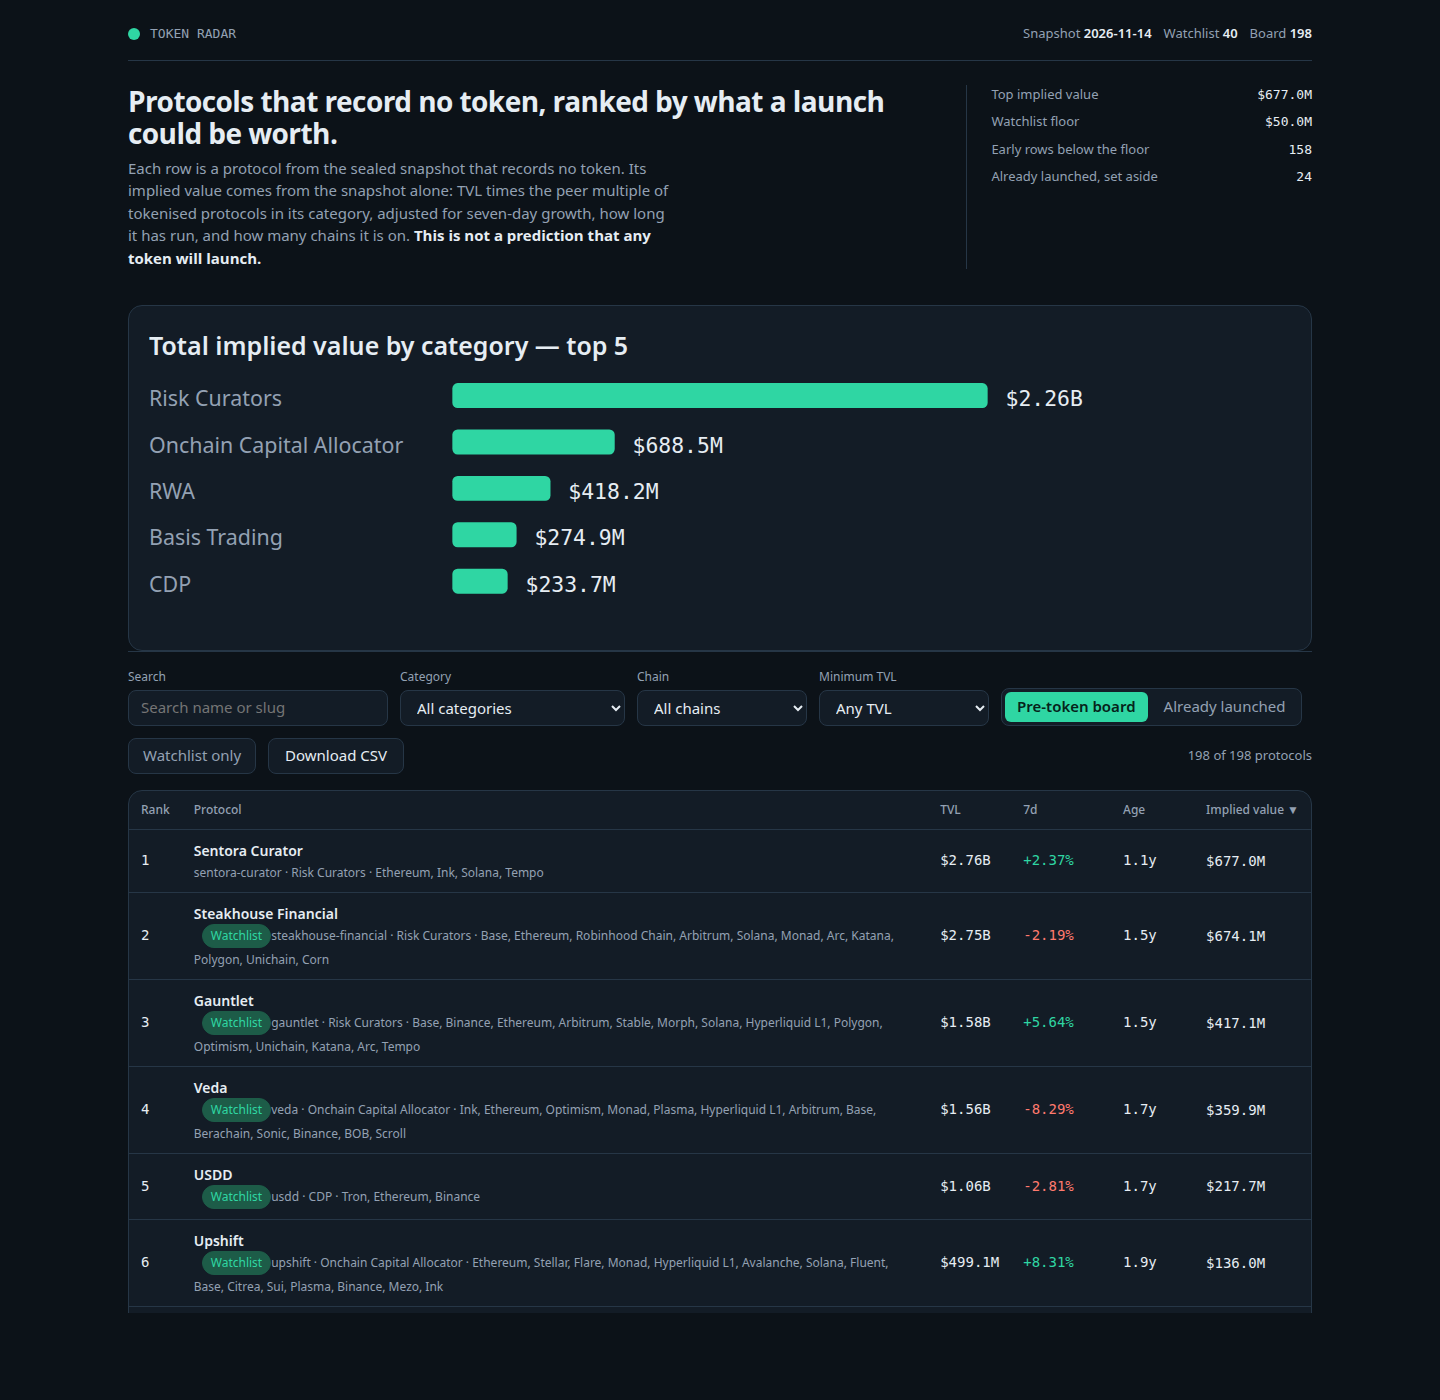 TOKEN RADAR
Snapshot 2026-11-14 Watchlist 40 Board 198
Protocols that record no token, ranked by what a launch
could be worth.
Each row is a protocol from the sealed snapshot that records no token. Its
implied value comes from the snapshot alone: TVL times the peer multiple of
tokenised protocols in its category, adjusted for seven-day growth, how long
it has run, and how many chains it is on. This is not a prediction that any
token will launch.
Top implied value $677.0M
Watchlist floor $50.0M
Early rows below the floor 158
Already launched, set aside 24
Total implied value by category — top 5
Risk Curators $2.26B
Onchain Capital Allocator $688.5M
RWA $418.2M
Basis Trading $274.9M
CDP $233.7M
Search Category Chain Minimum TVL
Search name or slug All categories All chains Any TVL Pre-token board Already launched
Watchlist only Download CSV 198 of 198 protocols
Rank Protocol TVL 7d Age Implied value ▼
Sentora Curator
1 $2.76B +2.37% 1.1y $677.0M
sentora-curator · Risk Curators · Ethereum, Ink, Solana, Tempo
Steakhouse Financial
2 Watchlist steakhouse-financial · Risk Curators · Base, Ethereum, Robinhood Chain, Arbitrum, Solana, Monad, Arc, Katana, $2.75B -2.19% 1.5y $674.1M
Polygon, Unichain, Corn
Gauntlet
3 Watchlist gauntlet · Risk Curators · Base, Binance, Ethereum, Arbitrum, Stable, Morph, Solana, Hyperliquid L1, Polygon, $1.58B +5.64% 1.5y $417.1M
Optimism, Unichain, Katana, Arc, Tempo
Veda
4 Watchlist veda · Onchain Capital Allocator · Ink, Ethereum, Optimism, Monad, Plasma, Hyperliquid L1, Arbitrum, Base, $1.56B -8.29% 1.7y $359.9M
Berachain, Sonic, Binance, BOB, Scroll
USDD
5 Watchlist usdd · CDP · Tron, Ethereum, Binance $1.06B -2.81% 1.7y $217.7M
Upshift
6 Watchlist upshift · Onchain Capital Allocator · Ethereum, Stellar, Flare, Monad, Hyperliquid L1, Avalanche, Solana, Fluent, $499.1M +8.31% 1.9y $136.0M
Base, Citrea, Sui, Plasma, Binance, Mezo, Ink